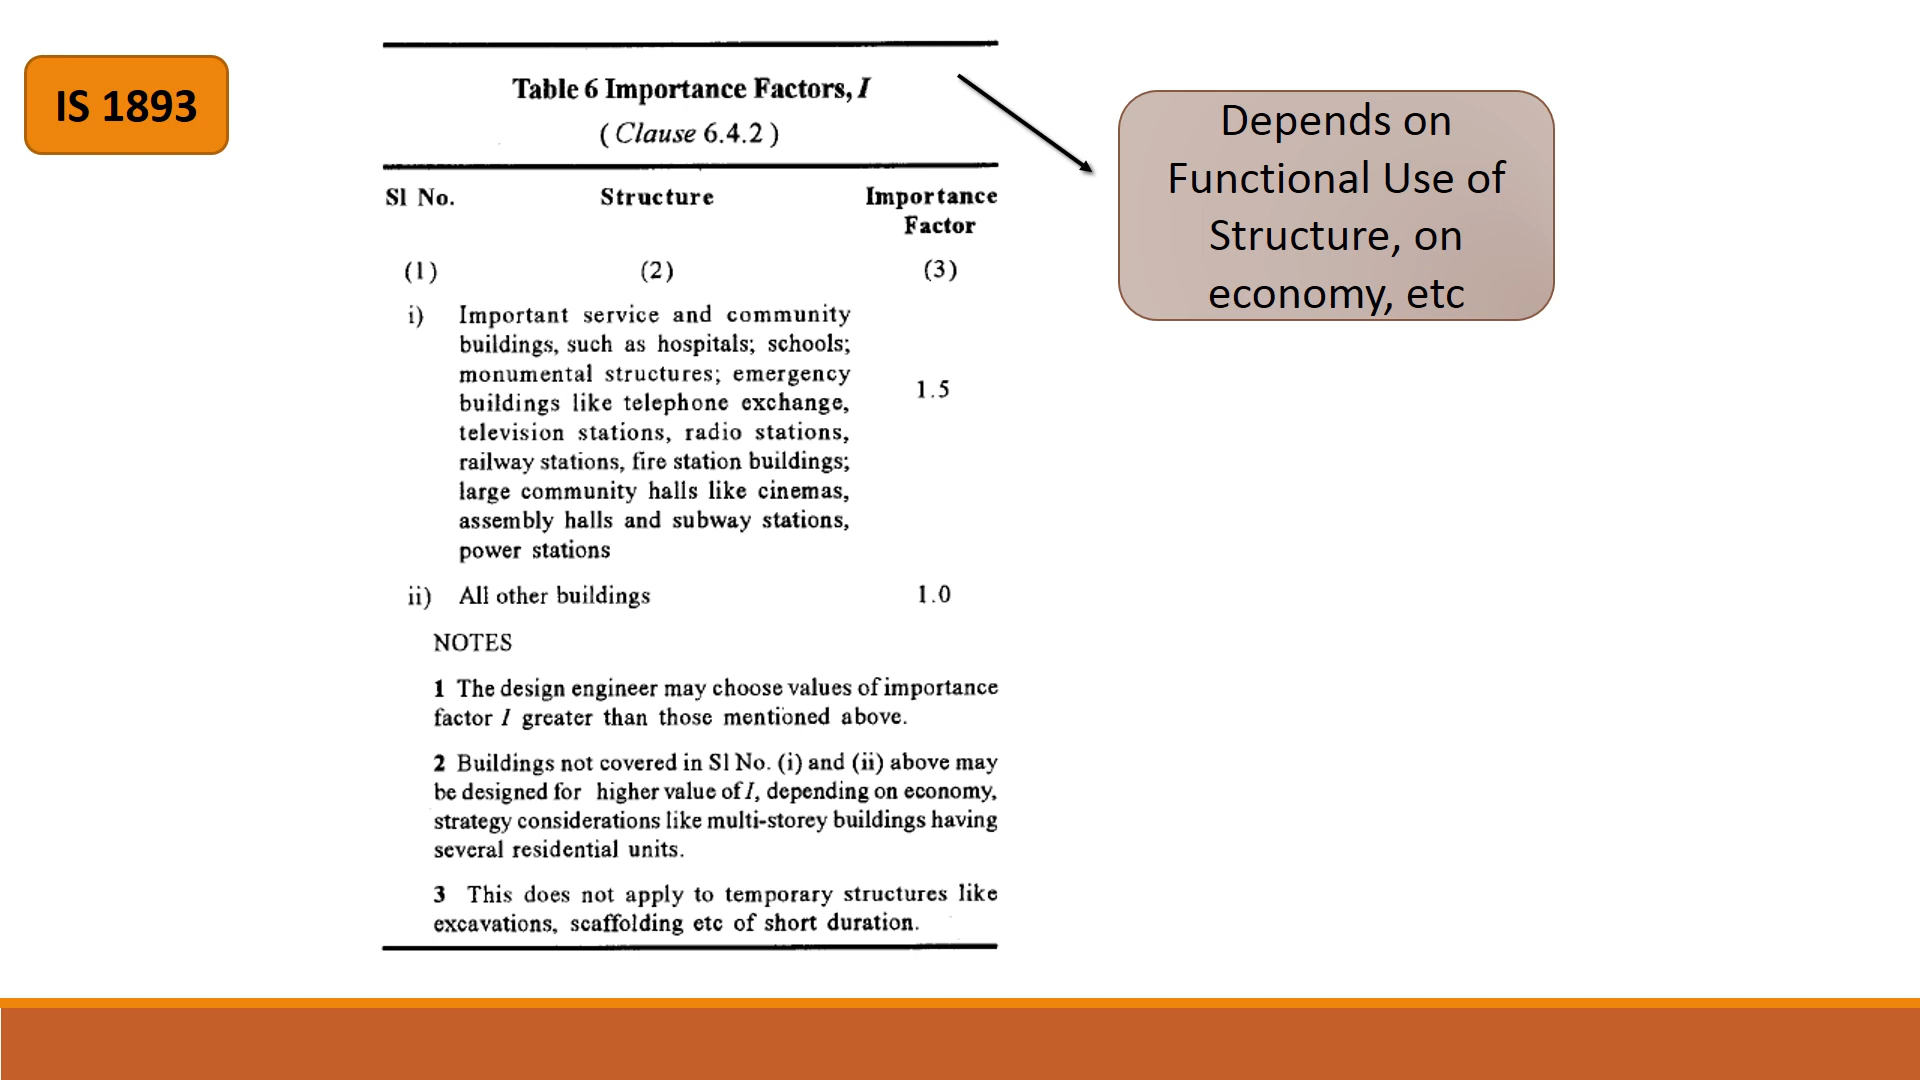 IS 1893
Table 6 Importance Factors, I
( Clause 6.4.2 )
Sl No. Structure Importance
Factor
(1) (2) (3)
i) Important service and community
buildings, such as hospitals; schools;
monumental structures; emergency
buildings like telephone exchange,
television stations, radio stations,
railway stations, fire station buildings;
large community halls like cinemas,
assembly halls and subway stations,
power stations
1.5
ii) All other buildings 1.0
NOTES
1 The design engineer may choose values of importance
factor I greater than those mentioned above.
2 Buildings not covered in Sl No. (i) and (ii) above may
be designed for higher value of I, depending on economy,
strategy considerations like multi-storey buildings having
several residential units.
3 This does not apply to temporary structures like
excavations, scaffolding etc of short duration.
Depends on
Functional Use of
Structure, on
economy, etc